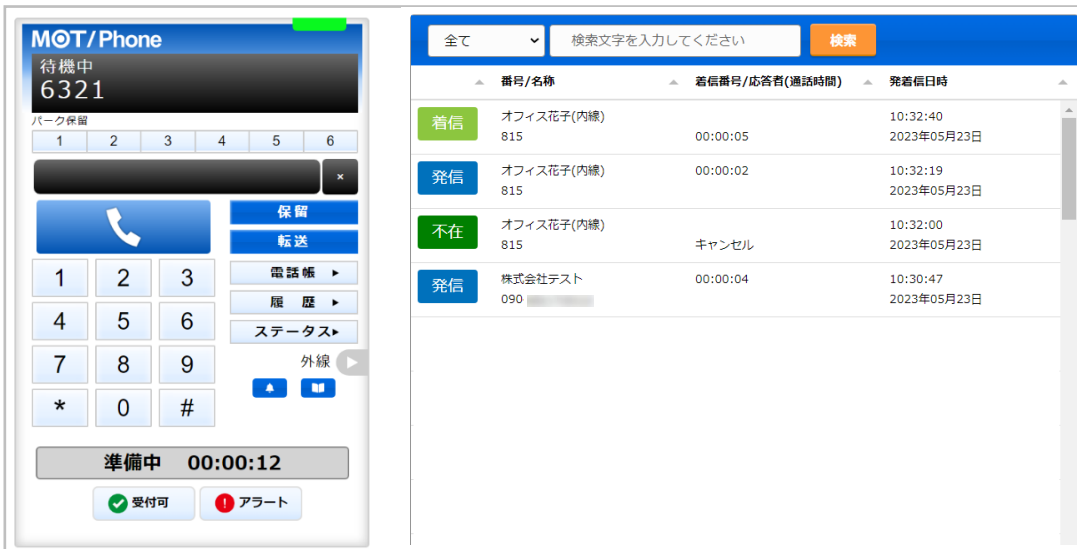 MOT/Phone
待機中
6321
パーク保留
1 2 3 4 5 6
×
保留
転送
1 2 3
電話帳 ▶
履 歴 ▶
4 5 6
ステータス▶
7 8 9
外線
* 0 #
準備中 00:00:12
受付可
! アラート
全て
検索文字を入力してください
検索
番号/名称 着信番号/応答者(通話時間) 発着信日時
着信
オフィス花子(内線) 10:32:40
815 00:00:05 2023年05月23日
発信
オフィス花子(内線) 00:00:02 10:32:19
815 2023年05月23日
不在
オフィス花子(内線) 10:32:00
815 キャンセル 2023年05月23日
発信
株式会社テスト 00:00:04 10:30:47
090 2023年05月23日